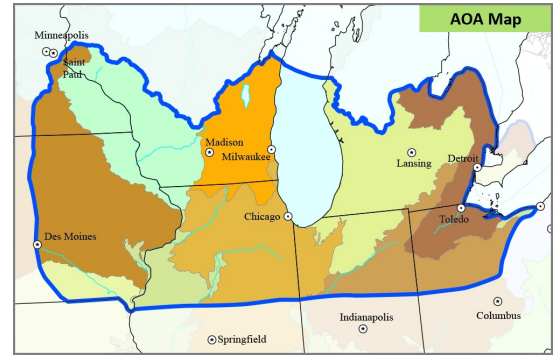 AOA Map
Minneapolis
Saint
Paul
Madison
Milwaukee
Lansing
Detroit
Chicago
Toledo
Des Moines
Columbus
Indianapolis
Springfield